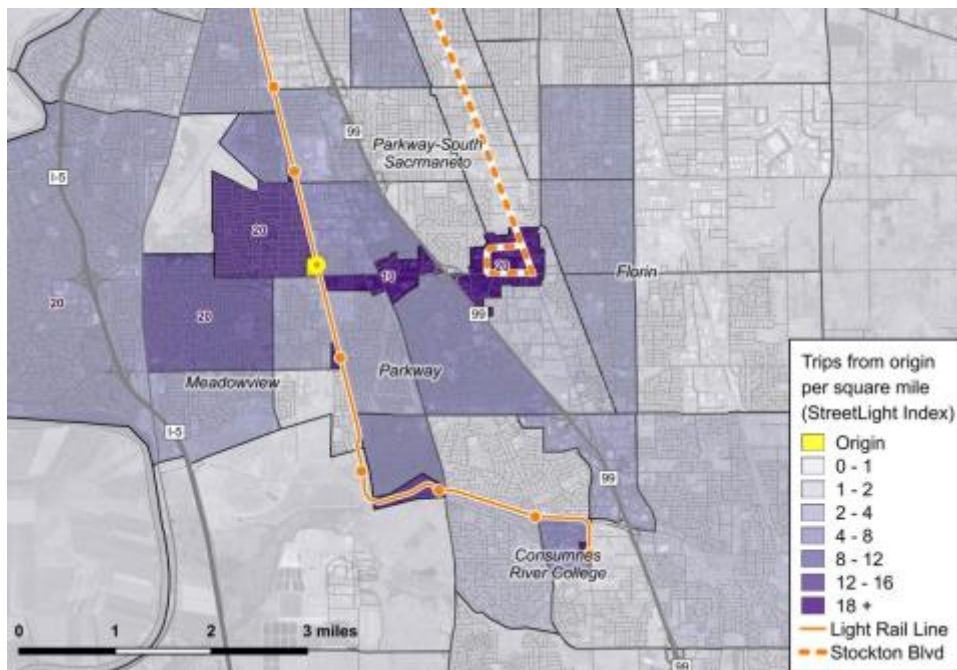 99
Parkway-South
Sacrmaneto
I-5
20
20
Florin
20
20
99
Meadowview
Parkway
I-5
99
Consumnes
River College
99
0 1 2 3 miles
Trips from origin
per square mile
(StreetLight Index)
Origin
0 - 1
1 - 2
2 - 4
4 - 8
8 - 12
12 - 16
18 +
Light Rail Line
Stockton Blvd